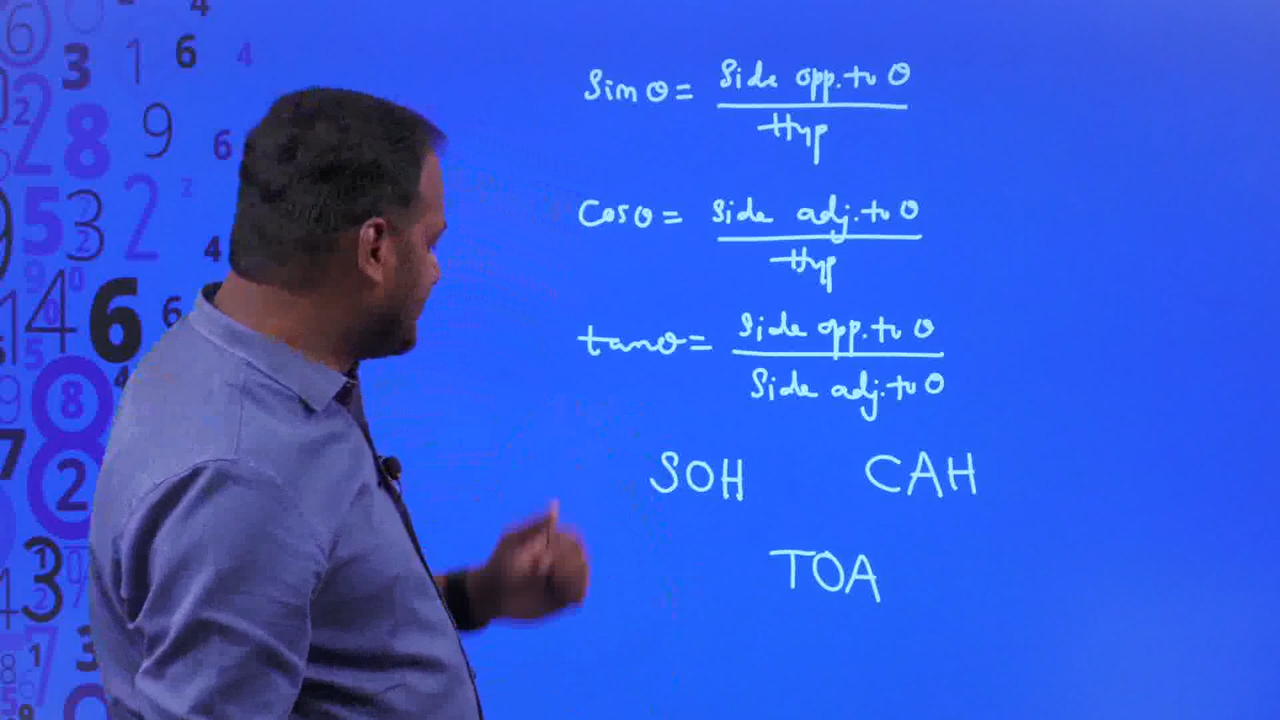 Sin θ = Side opp. to θ
Hyp
Cos θ = Side adj. to θ
Hyp
tan θ = Side opp. to θ
Side adj. to θ
SOH CAH
TOA